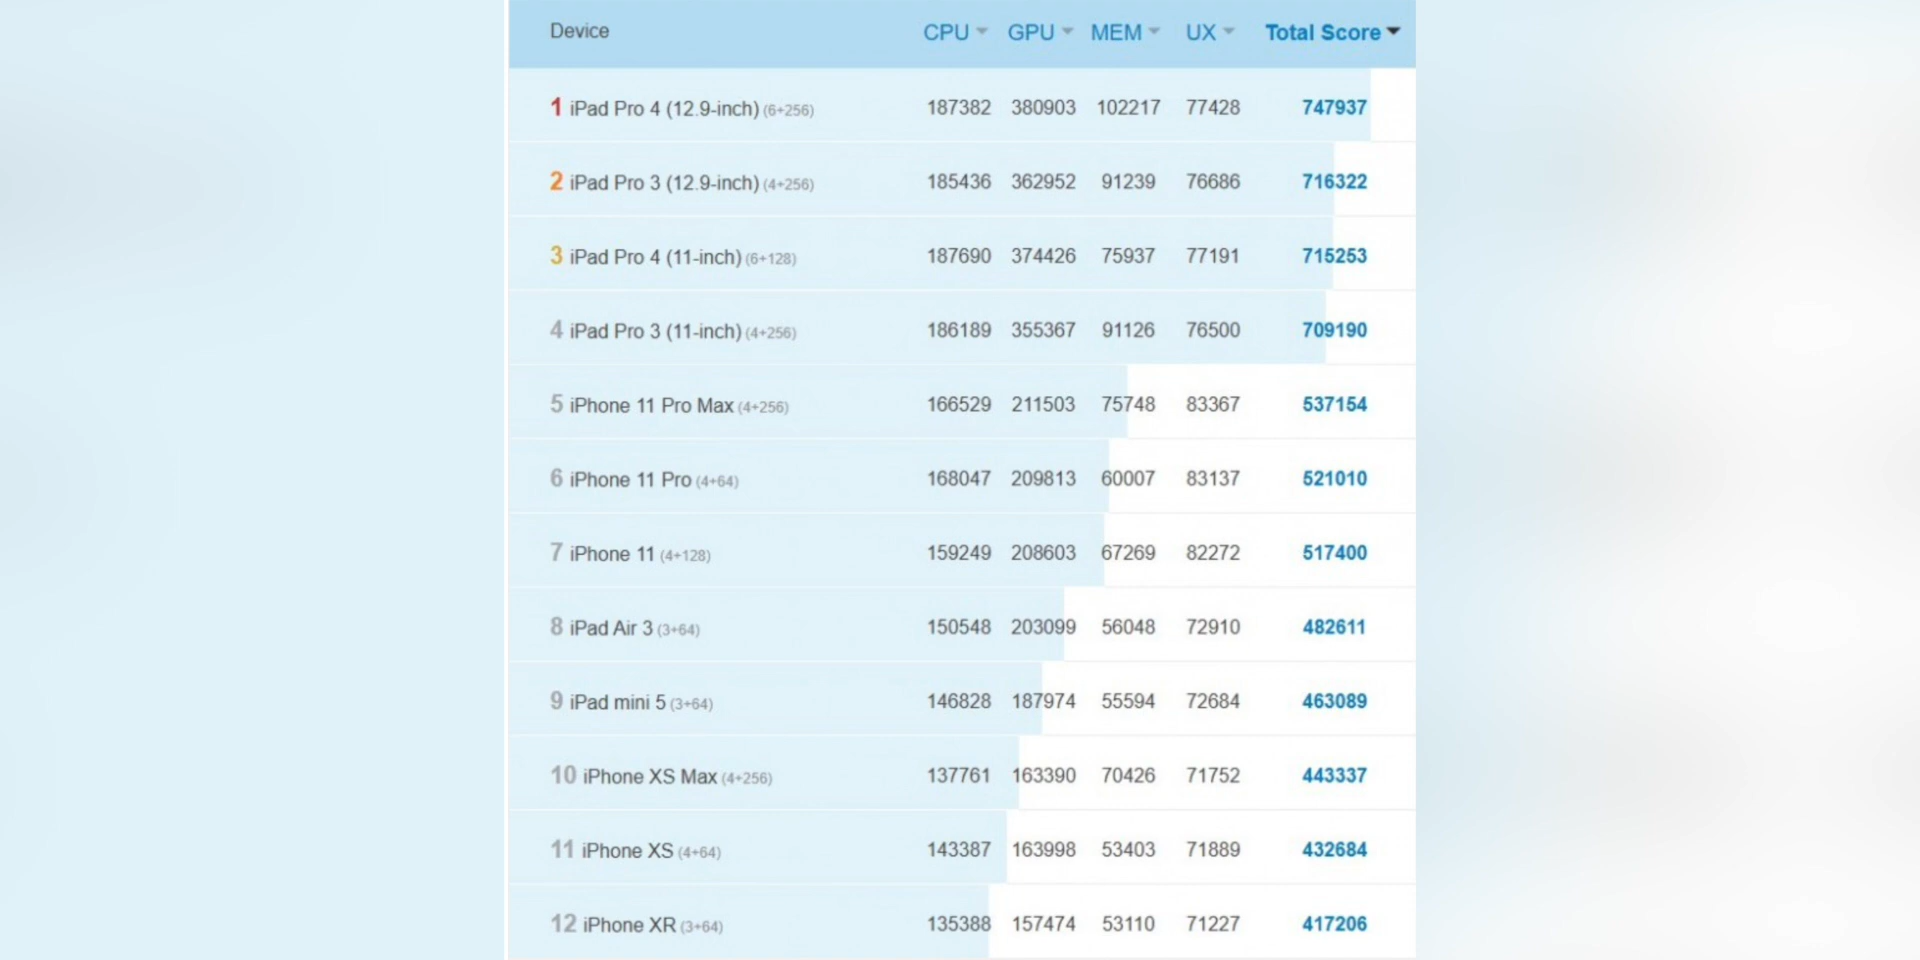 Device CPU GPU MEM UX Total Score
1 iPad Pro 4 (12.9-inch) (6+256) 187382 380903 102217 77428 747937
2 iPad Pro 3 (12.9-inch) (4+256) 185436 362952 91239 76686 716322
3 iPad Pro 4 (11-inch) (6+128) 187690 374426 75937 77191 715253
4 iPad Pro 3 (11-inch) (4+256) 186189 355367 91126 76500 709190
5 iPhone 11 Pro Max (4+256) 166529 211503 75748 83367 537154
6 iPhone 11 Pro (4+64) 168047 209813 60007 83137 521010
7 iPhone 11 (4+128) 159249 208603 67269 82272 517400
8 iPad Air 3 (3+64) 150548 203099 56048 72910 482611
9 iPad mini 5 (3+64) 146828 187974 55594 72684 463089
10 iPhone XS Max (4+256) 137761 163390 70426 71752 443337
11 iPhone XS (4+64) 143387 163998 53403 71889 432684
12 iPhone XR (3+64) 135388 157474 53110 71227 417206